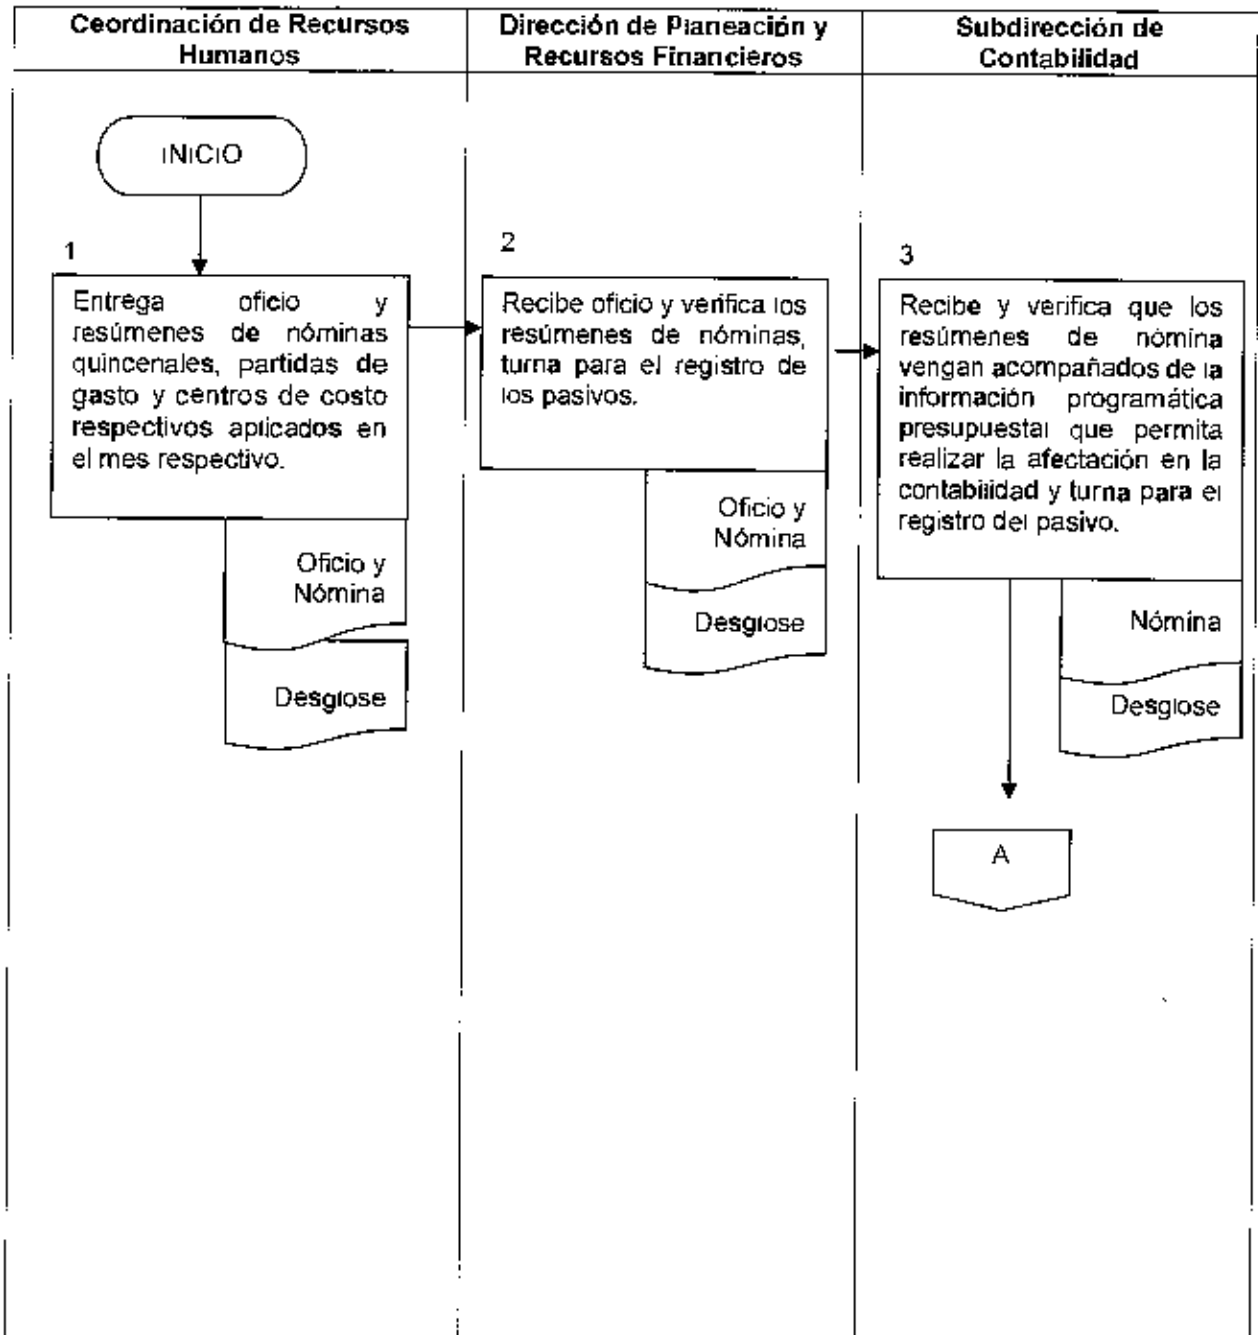 Coordinación de Recursos
Humanos
Dirección de Planeación y
Recursos Financieros
Subdirección de
Contabilidad
INICIO
1
Entrega oficio y
resúmenes de nóminas
quincenales, partidas de
gasto y centros de costo
respectivos aplicados en
el mes respectivo.
Oficio y
Nómina
Desglose
2
Recibe oficio y verifica los
resúmenes de nóminas,
turna para el registro de
los pasivos.
Oficio y
Nómina
Desglose
3
Recibe y verifica que los
resúmenes de nómina
vengan acompañados de la
información programática
presupuestal que permita
realizar la afectación en la
contabilidad y turna para el
registro del pasivo.
Nómina
Desglose
A